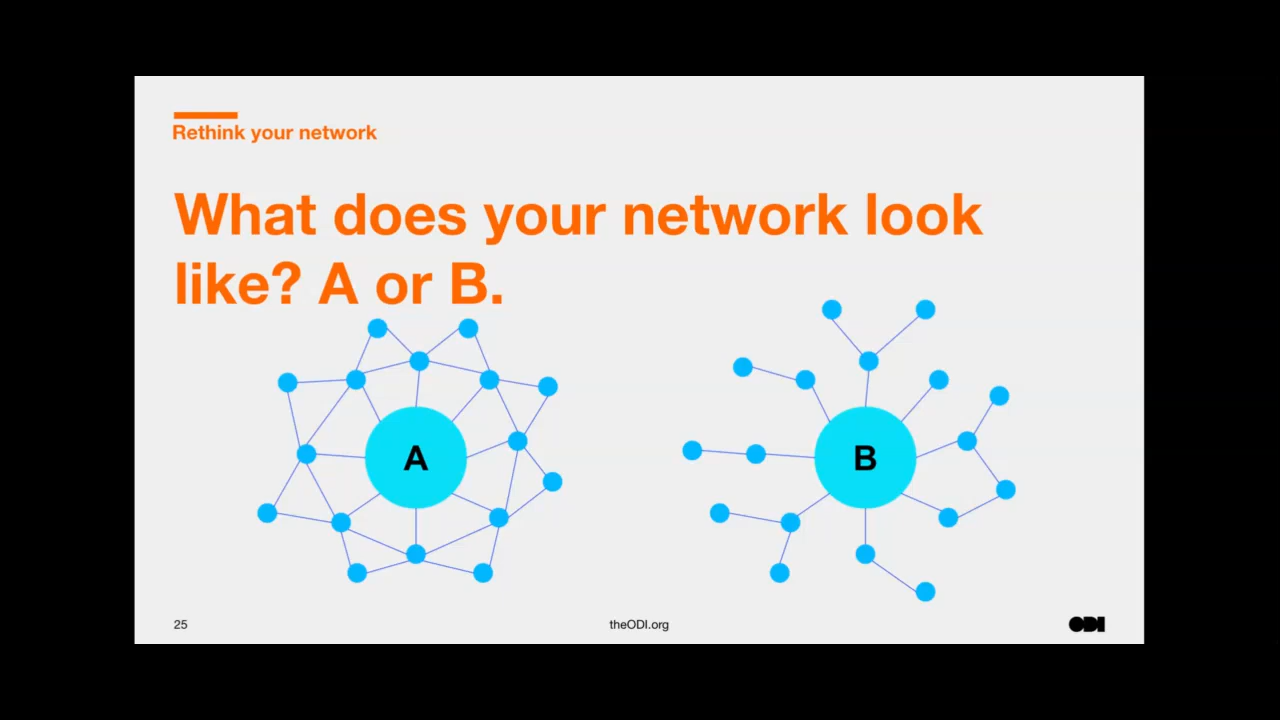 Rethink your network
What does your network look
like? A or B.
A
B
25
theODI.org
ODI